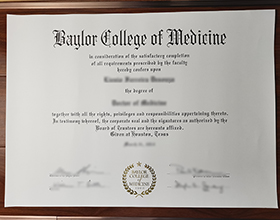 Baylor College of Medicine
in consideration of the satisfactory completion
of all requirements prescribed by the faculty
hereby confers upon
the degree of
Doctor of Medicine
together with all the rights, privileges and responsibilities appertaining thereto.
In testimony whereof, the corporate seal and the signatures as authorized by the
Board of Trustees are hereunto affixed.
Given at Houston, Texas
BAYLOR
COLLEGE
OF
MEDICINE